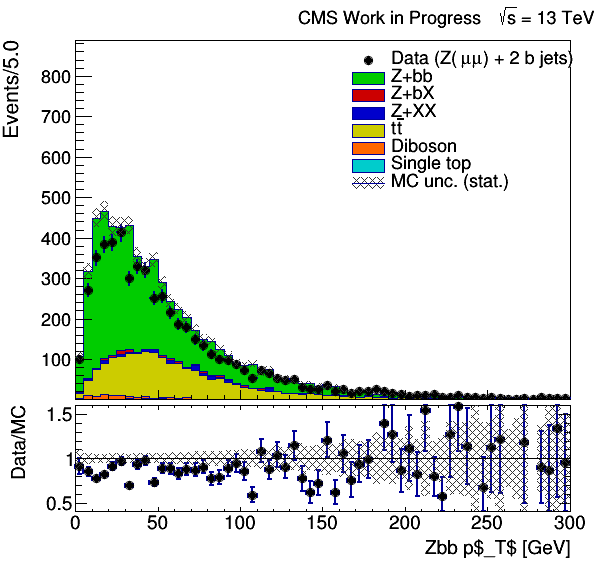 CMS Work in Progress √s = 13 TeV
Events/5.0
800
700
600
500
400
300
200
100
Data (Z( μμ) + 2 b jets)
Z+bb
Z+bX
Z+XX
tt̄
Diboson
Single top
MC unc. (stat.)
Data/MC
1.5
1
0.5
0 50 100 150 200 250 300
Zbb p$_T$ [GeV]